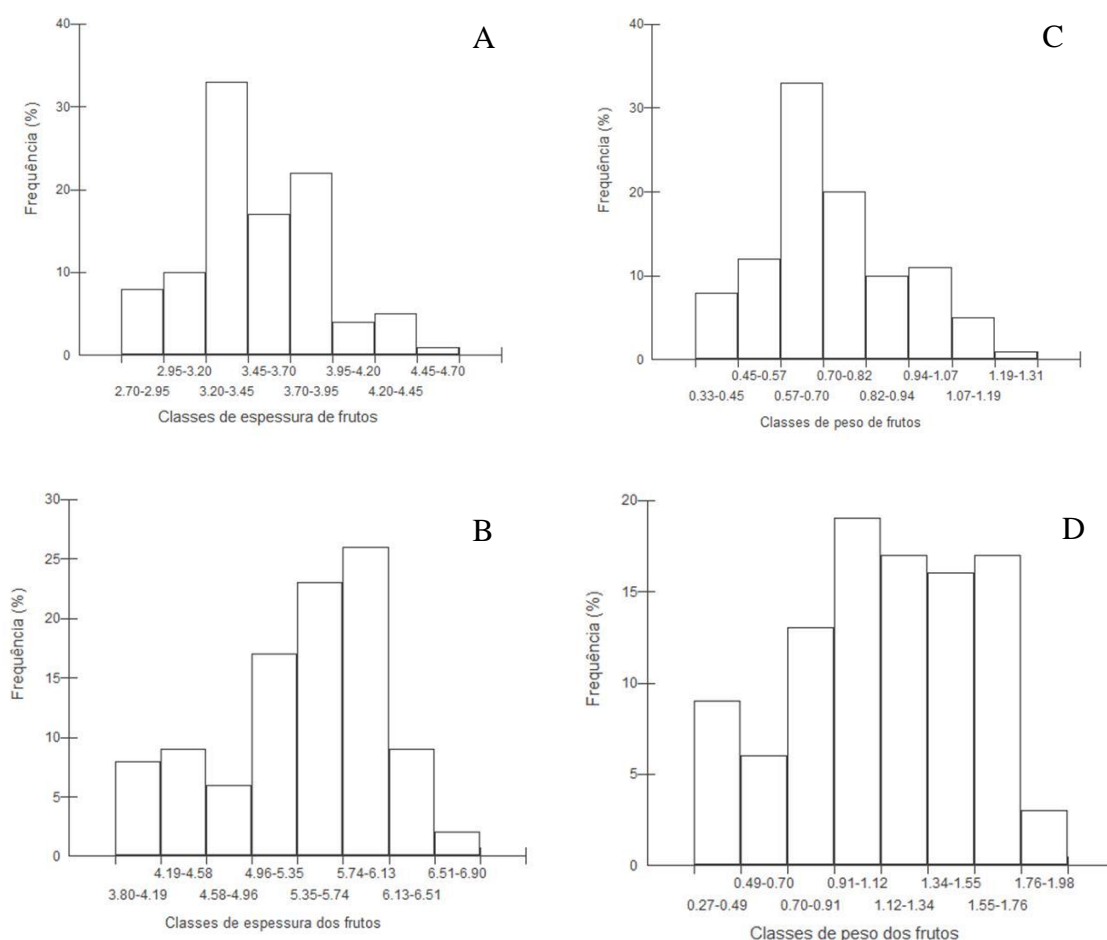 A
40
30
20
10
0
Frequência (%)
2.95-3.20 3.45-3.70 3.95-4.20 4.45-4.70
2.70-2.95 3.20-3.45 3.70-3.95 4.20-4.45
Classes de espessura de frutos
C
40
30
20
10
0
Frequência (%)
0.45-0.57 0.70-0.82 0.94-1.07 1.19-1.31
0.33-0.45 0.57-0.70 0.82-0.94 1.07-1.19
Classes de peso de frutos
B
30
25
20
15
10
5
0
Frequência (%)
4.19-4.58 4.96-5.35 5.74-6.13 6.51-6.90
3.80-4.19 4.58-4.96 5.35-5.74 6.13-6.51
Classes de espessura dos frutos
D
20
15
10
5
0
Frequência (%)
0.49-0.70 0.91-1.12 1.34-1.55 1.76-1.98
0.27-0.49 0.70-0.91 1.12-1.34 1.55-1.76
Classes de peso dos frutos